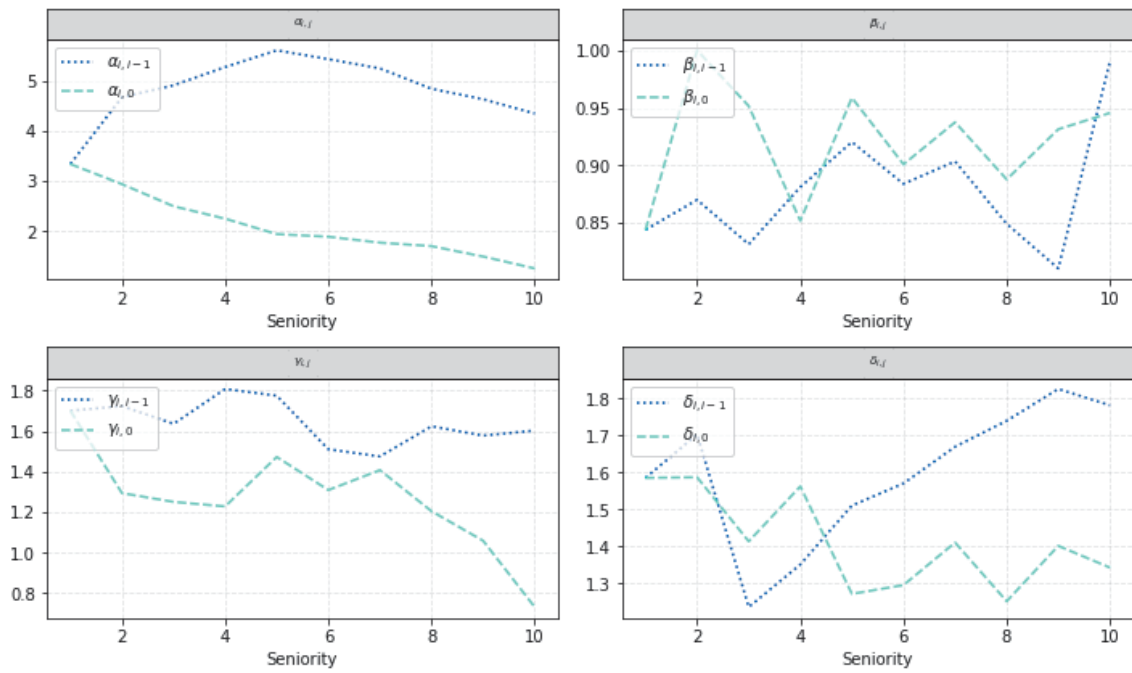 α_{i,j}
α_{i,i−1}
α_{i,0}
5
4
3
2
2 4 6 8 10
Seniority
β_{i,j}
β_{i,i−1}
β_{i,0}
1.00
0.95
0.90
0.85
2 4 6 8 10
Seniority
γ_{i,j}
γ_{i,i−1}
γ_{i,0}
1.8
1.6
1.4
1.2
1.0
0.8
2 4 6 8 10
Seniority
δ_{i,j}
δ_{i,i−1}
δ_{i,0}
1.8
1.7
1.6
1.5
1.4
1.3
2 4 6 8 10
Seniority